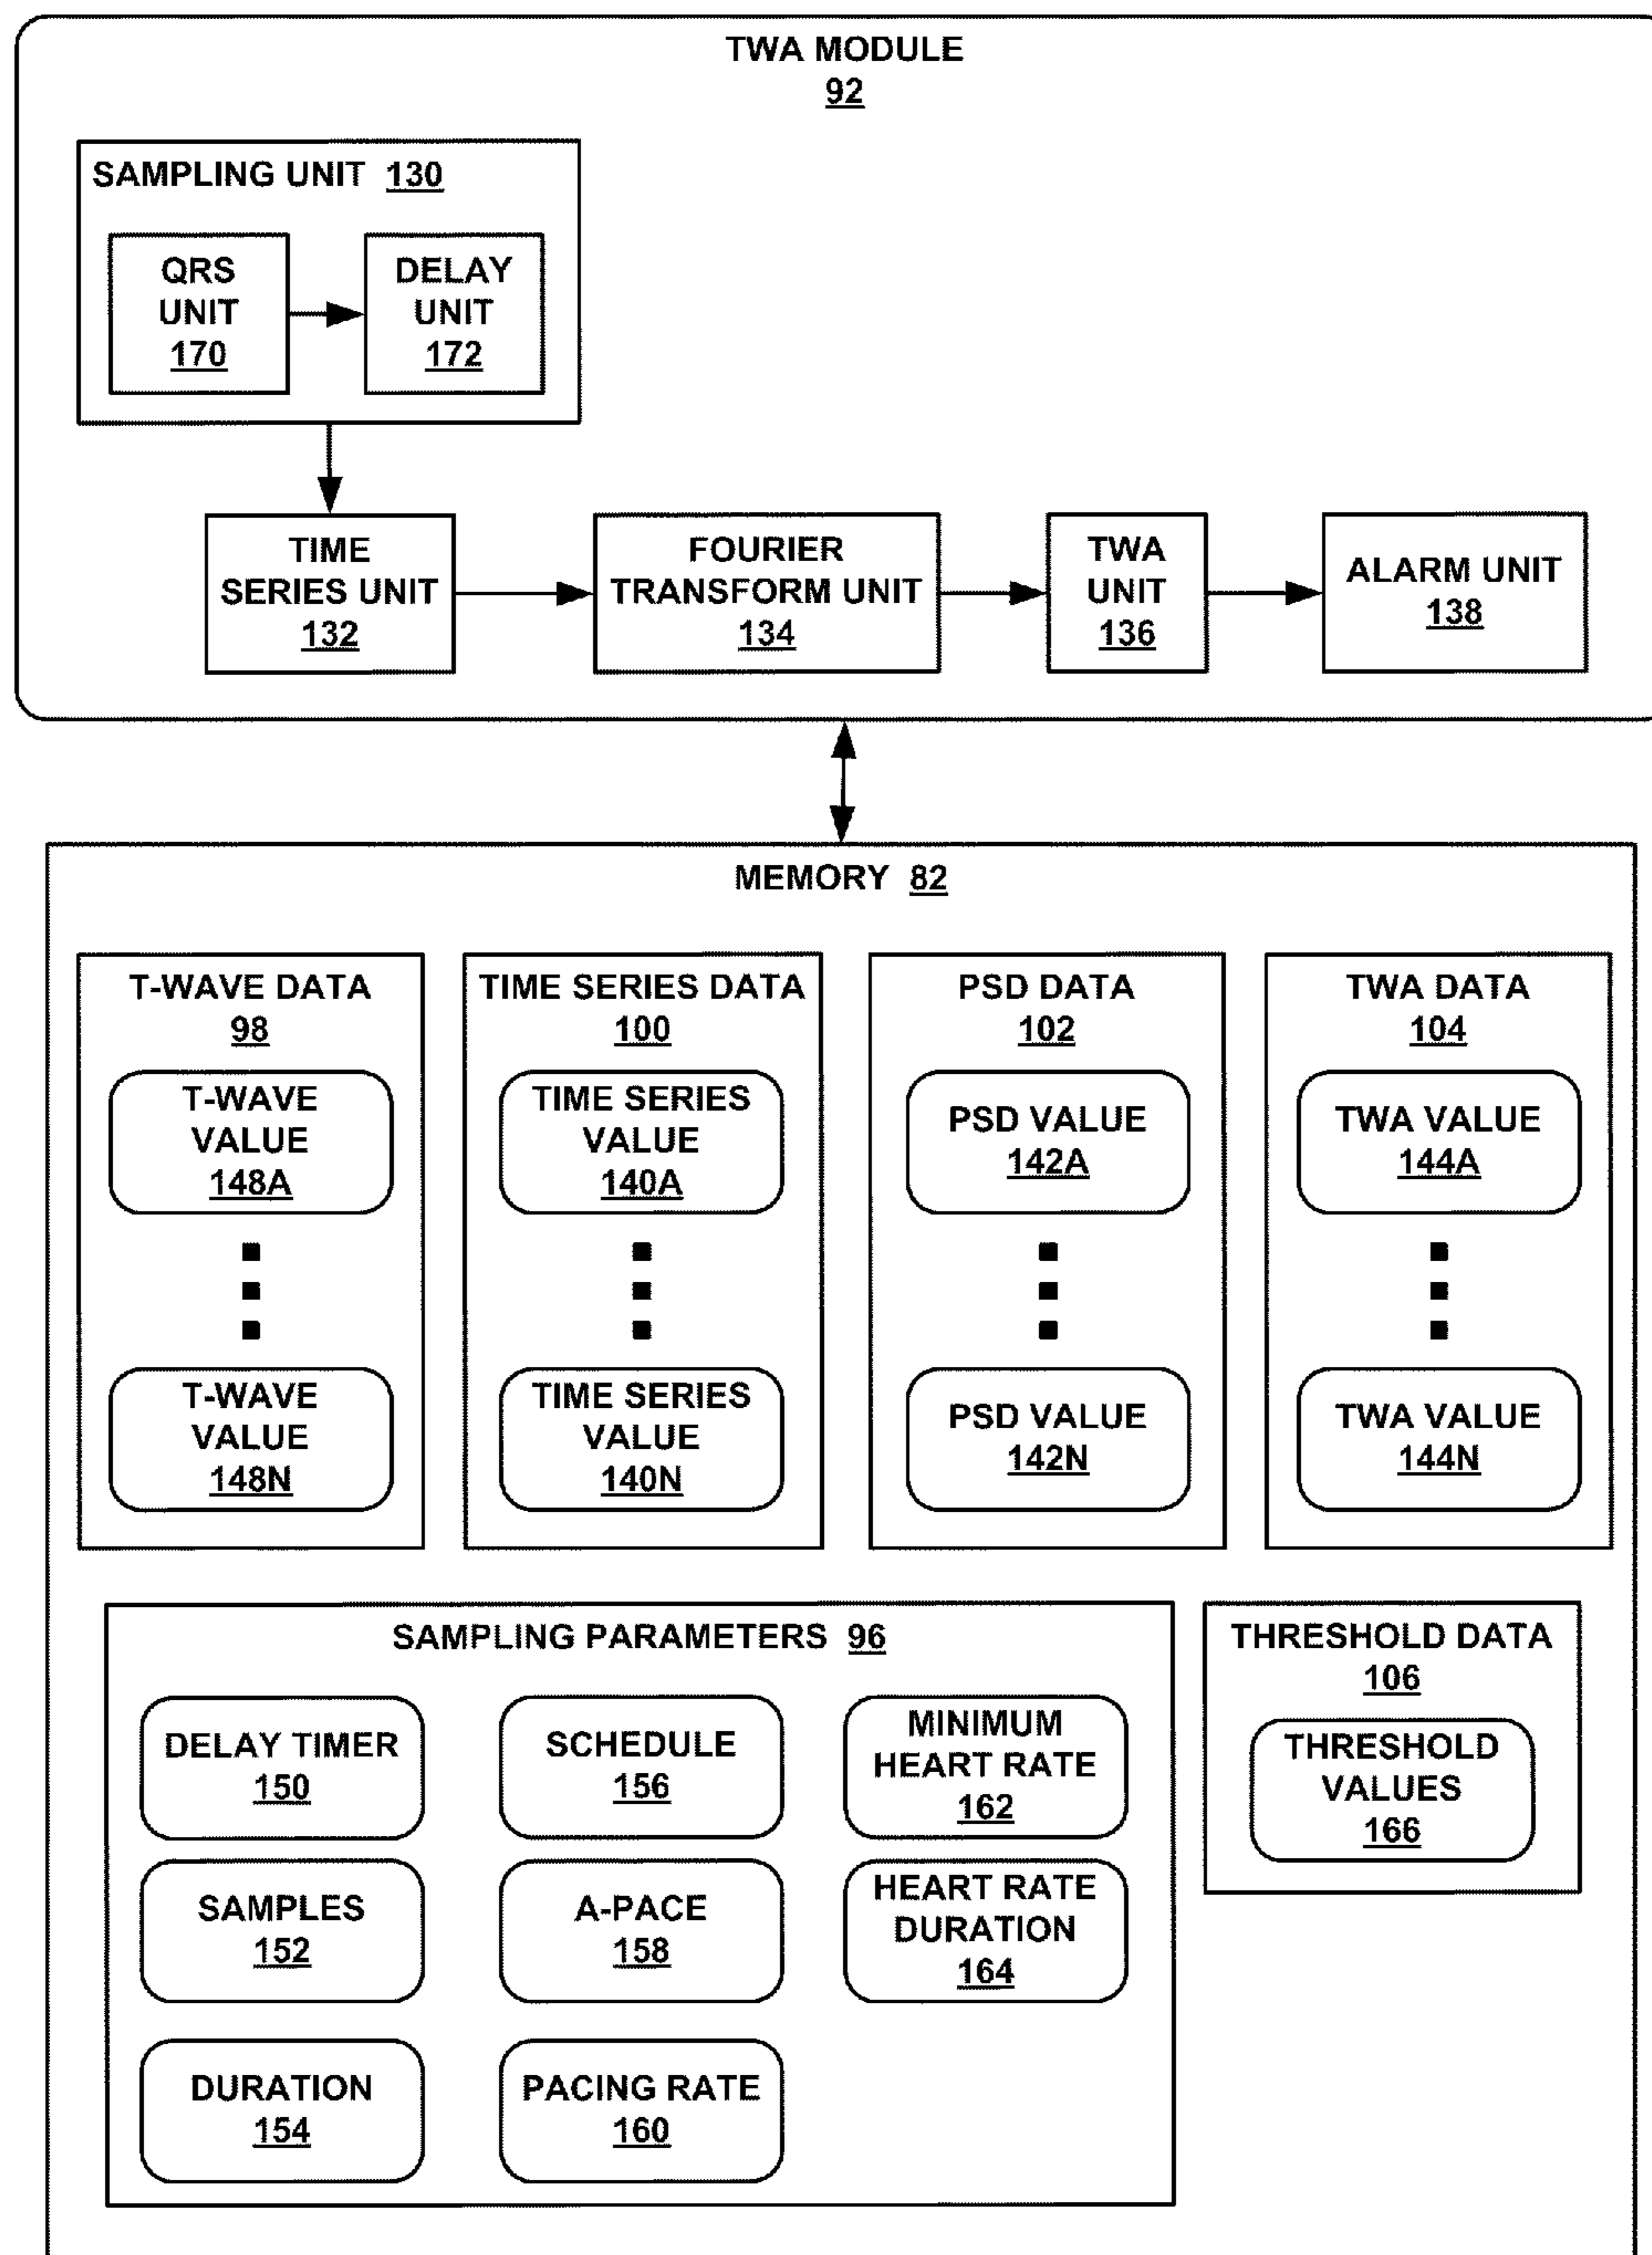 TWA MODULE
92
SAMPLING UNIT 130
QRS
UNIT
170
DELAY
UNIT
172
TIME
SERIES UNIT
132
FOURIER
TRANSFORM UNIT
134
TWA
UNIT
136
ALARM UNIT
138
MEMORY 82
T-WAVE DATA
98
T-WAVE
VALUE
148A
T-WAVE
VALUE
148N
TIME SERIES DATA
100
TIME SERIES
VALUE
140A
TIME SERIES
VALUE
140N
PSD DATA
102
PSD VALUE
142A
PSD VALUE
142N
TWA DATA
104
TWA VALUE
144A
TWA VALUE
144N
SAMPLING PARAMETERS 96
DELAY TIMER
150
SCHEDULE
156
MINIMUM
HEART RATE
162
SAMPLES
152
A-PACE
158
HEART RATE
DURATION
164
DURATION
154
PACING RATE
160
THRESHOLD DATA
106
THRESHOLD
VALUES
166